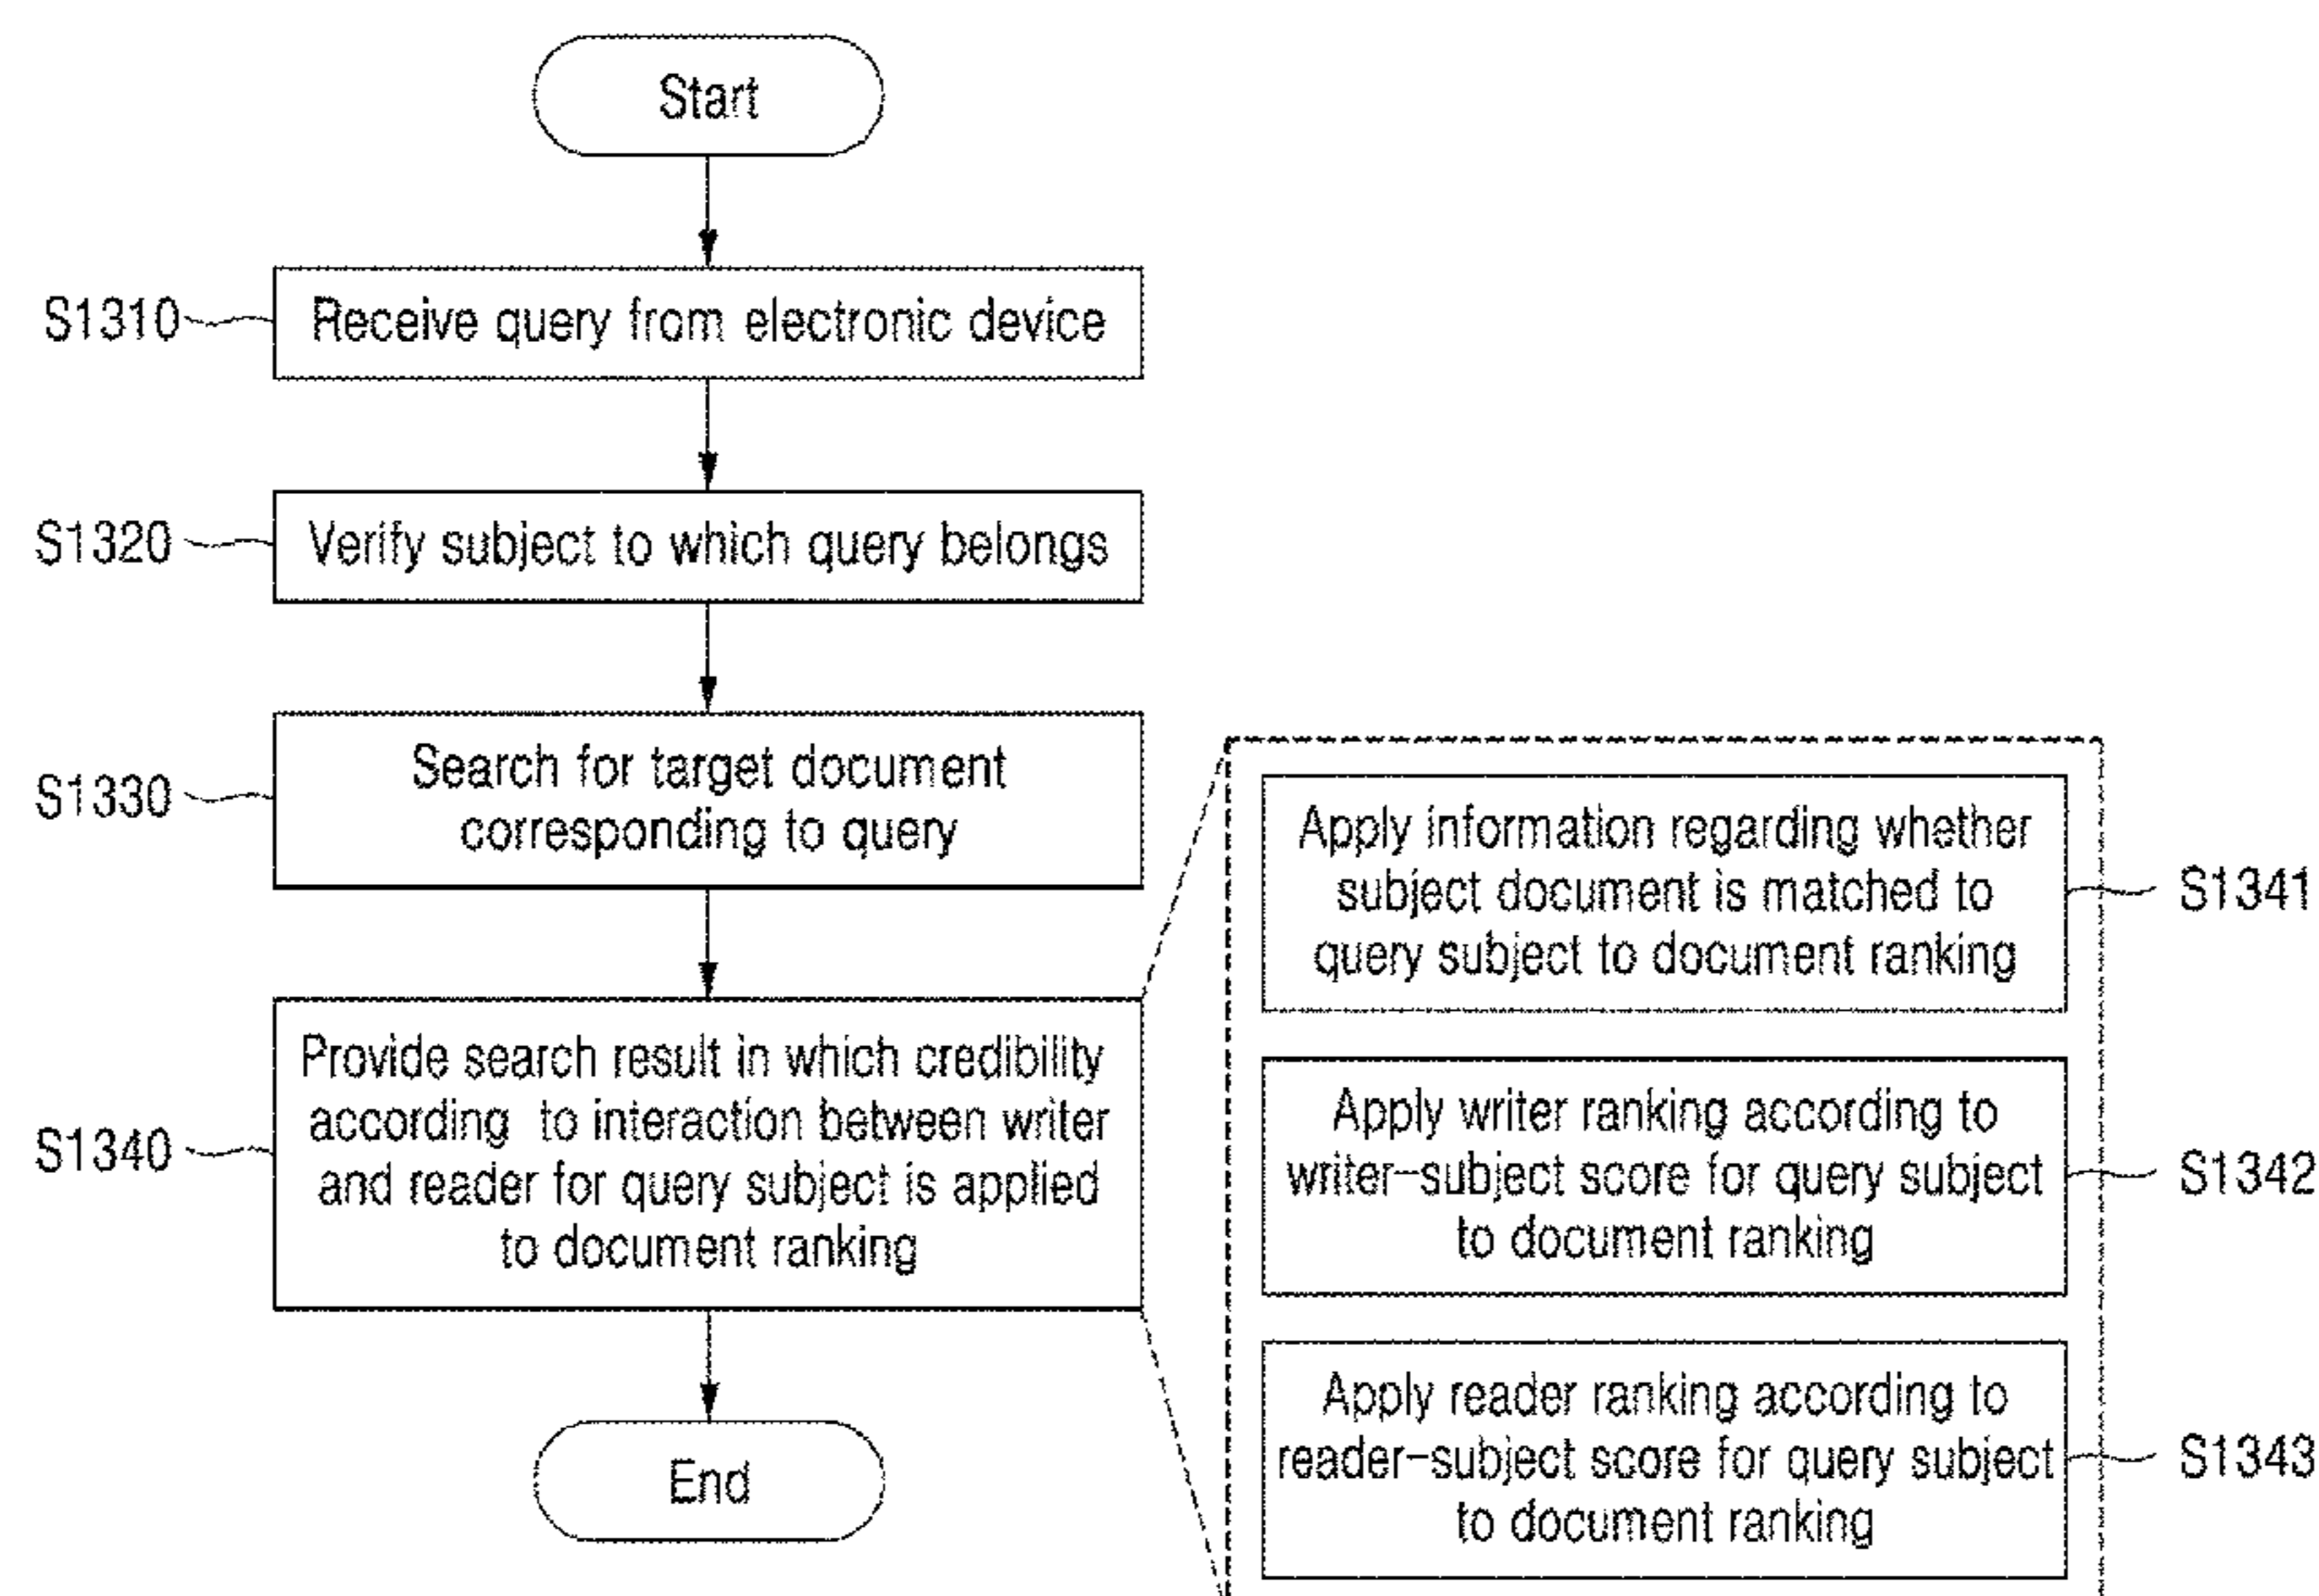 Start
S1310
Receive query from electronic device
S1320
Verify subject to which query belongs
S1330
Search for target document
corresponding to query
S1340
Provide search result in which credibility
according to interaction between writer
and reader for query subject is applied
to document ranking
End
Apply information regarding whether
subject document is matched to
query subject to document ranking
S1341
Apply writer ranking according to
writer-subject score for query subject
to document ranking
S1342
Apply reader ranking according to
reader-subject score for query subject
to document ranking
S1343